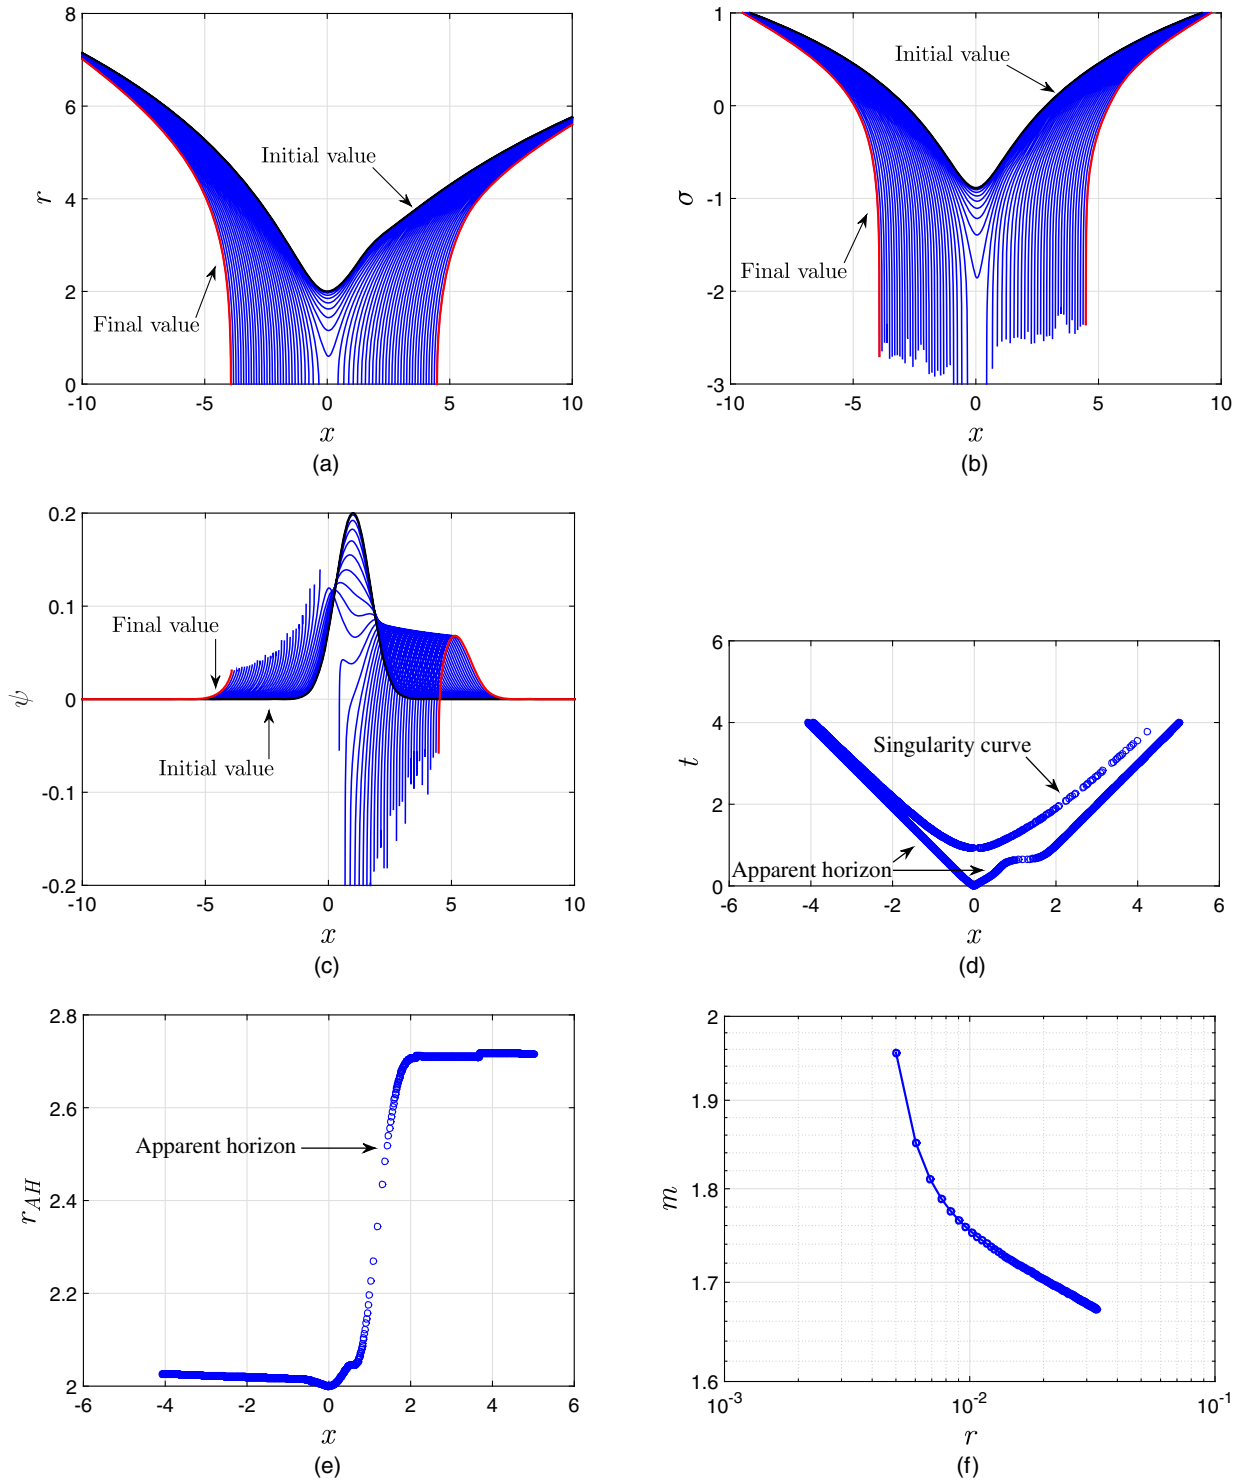 8
6
4
2
0
r
Initial value
Final value
-10 -5 0 5 10
x
(a)
1
0
-1
-2
-3
σ
Initial value
Final value
-10 -5 0 5 10
x
(b)
0.2
0.1
0
-0.1
-0.2
ψ
Final value
Initial value
-10 -5 0 5 10
x
(c)
6
4
2
0
t
Singularity curve
Apparent horizon
-6 -4 -2 0 2 4 6
x
(d)
2.8
2.6
2.4
2.2
2
r_AH
Apparent horizon
-6 -4 -2 0 2 4 6
x
(e)
2
1.9
1.8
1.7
1.6
m
10^-3 10^-2 10^-1
r
(f)